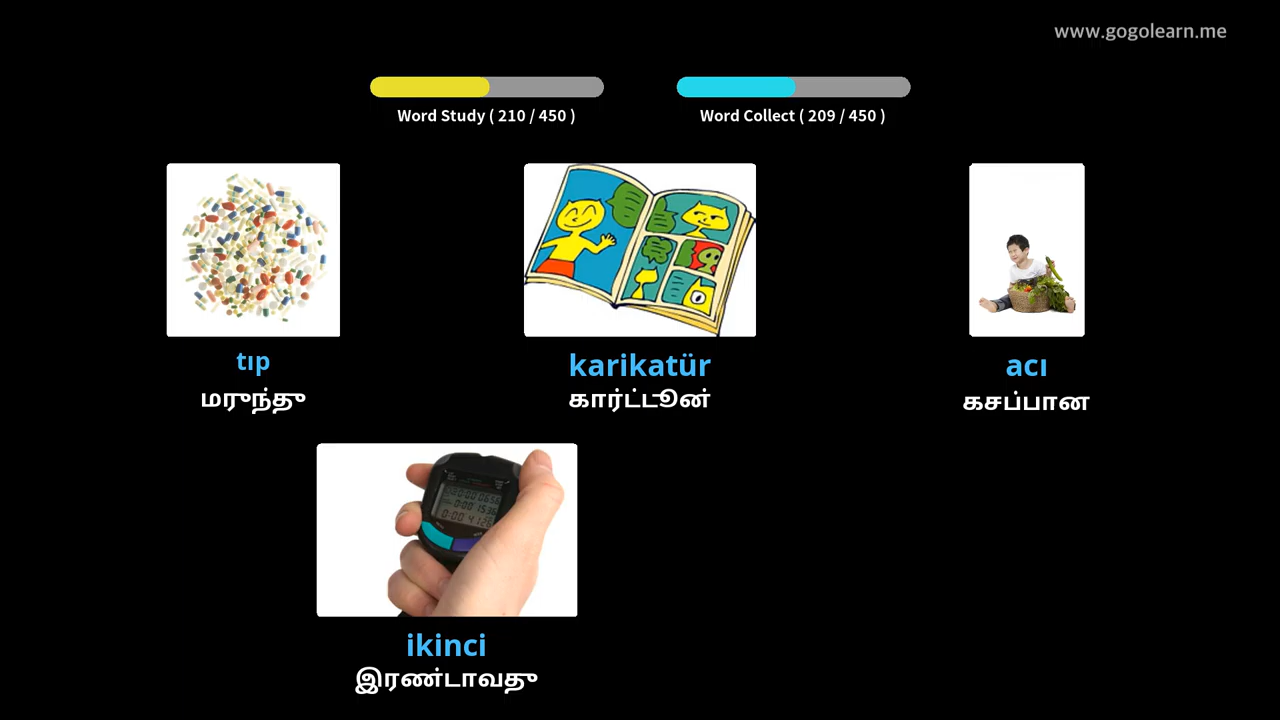 www.gogolearn.me
Word Study ( 210 / 450 )
Word Collect ( 209 / 450 )
tıp
மருந்து
karikatür
கார்ட்டூன்
acı
கசப்பான
ikinci
இரண்டாவது